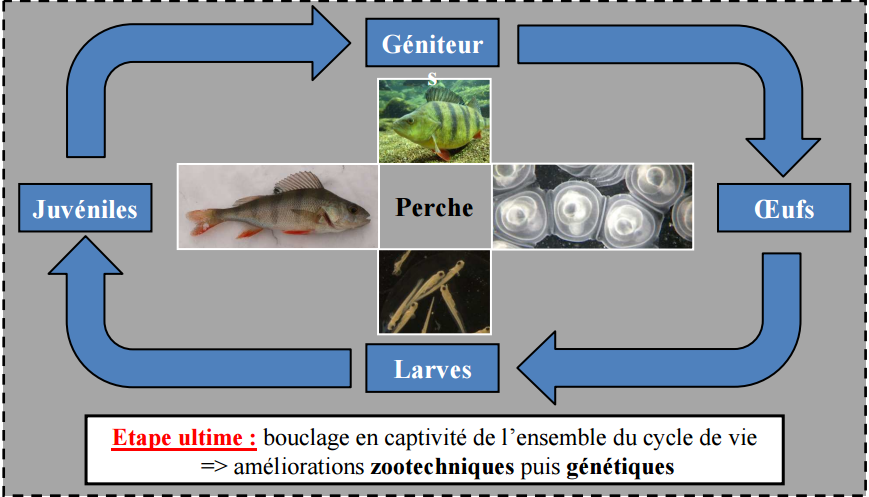 Géniteur
s
Juvéniles
Perche
Œufs
Larves
Etape ultime : bouclage en captivité de l’ensemble du cycle de vie
=> améliorations zootechniques puis génétiques